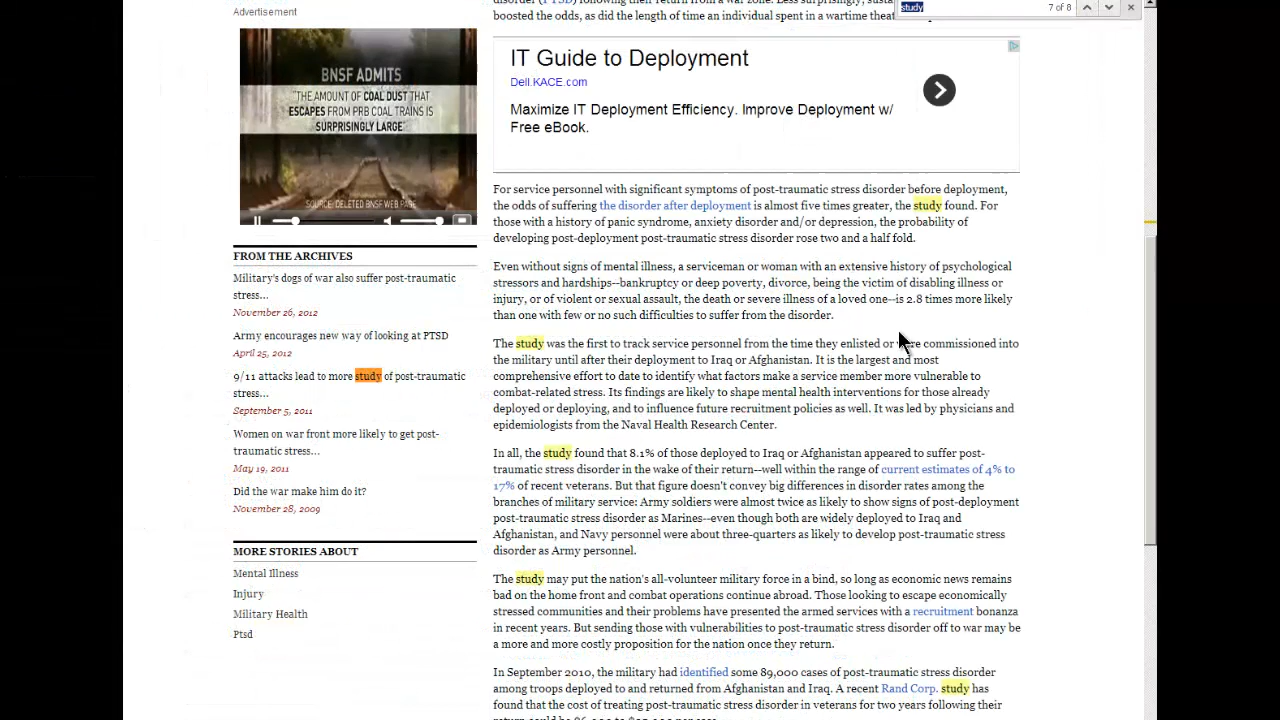 Advertisement
BNSF ADMITS
"THE AMOUNT OF COAL DUST THAT
ESCAPES FROM PRB COAL TRAINS IS
SURPRISINGLY LARGE"
SOURCE: DELETED BNSF WEB PAGE
FROM THE ARCHIVES
Military's dogs of war also suffer post-traumatic
stress...
November 26, 2012
Army encourages new way of looking at PTSD
April 25, 2012
9/11 attacks lead to more study of post-traumatic
stress...
September 5, 2011
Women on war front more likely to get post-
traumatic stress...
May 19, 2011
Did the war make him do it?
November 28, 2009
MORE STORIES ABOUT
Mental Illness
Injury
Military Health
Ptsd
study
7 of 8
boosted the odds, as did the length of time an individual spent in a wartime
IT Guide to Deployment
Dell.KACE.com
Maximize IT Deployment Efficiency. Improve Deployment w/
Free eBook.
For service personnel with significant symptoms of post-traumatic stress disorder before deployment,
the odds of suffering the disorder after deployment is almost five times greater, the study found. For
those with a history of panic syndrome, anxiety disorder and/or depression, the probability of
developing post-deployment post-traumatic stress disorder rose two and a half fold.
Even without signs of mental illness, a serviceman or woman with an extensive history of psychological
stressors and hardships--bankruptcy or deep poverty, divorce, being the victim of disabling illness or
injury, or of violent or sexual assault, the death or severe illness of a loved one--is 2.8 times more likely
than one with few or no such difficulties to suffer from the disorder.
The study was the first to track service personnel from the time they enlisted or were commissioned into
the military until after their deployment to Iraq or Afghanistan. It is the largest and most
comprehensive effort to date to identify what factors make a service member more vulnerable to
combat-related stress. Its findings are likely to shape mental health interventions for those already
deployed or deploying, and to influence future recruitment policies as well. It was led by physicians and
epidemiologists from the Naval Health Research Center.
In all, the study found that 8.1% of those deployed to Iraq or Afghanistan appeared to suffer post-
traumatic stress disorder in the wake of their return--well within the range of current estimates of 4% to
17% of recent veterans. But that figure doesn't convey big differences in disorder rates among the
branches of military service: Army soldiers were almost twice as likely to show signs of post-deployment
post-traumatic stress disorder as Marines--even though both are widely deployed to Iraq and
Afghanistan, and Navy personnel were about three-quarters as likely to develop post-traumatic stress
disorder as Army personnel.
The study may put the nation's all-volunteer military force in a bind, so long as economic news remains
bad on the home front and combat operations continue abroad. Those looking to escape economically
stressed communities and their problems have presented the armed services with a recruitment bonanza
in recent years. But sending those with vulnerabilities to post-traumatic stress disorder off to war may be
a more and more costly proposition for the nation once they return.
In September 2010, the military had identified some 89,000 cases of post-traumatic stress disorder
among troops deployed to and returned from Afghanistan and Iraq. A recent Rand Corp. study has
found that the cost of treating post-traumatic stress disorder in veterans for two years following their